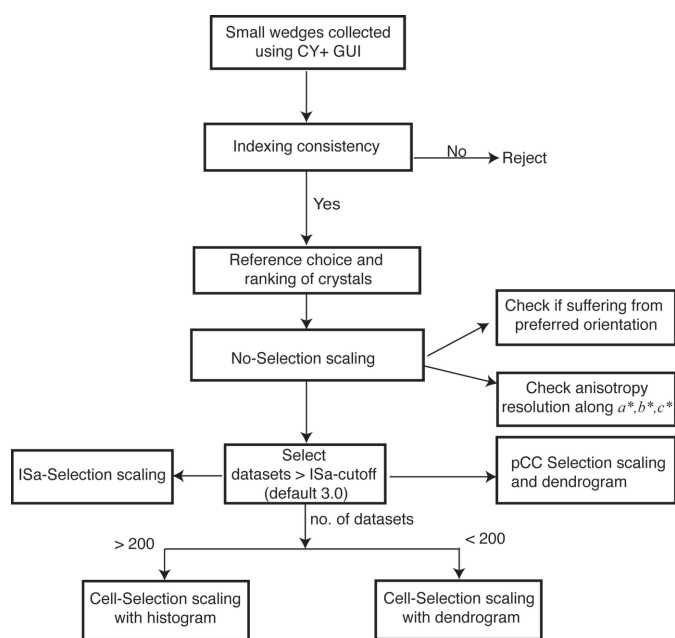 Small wedges collected
using CY+ GUI
Indexing consistency
No
Reject
Yes
Reference choice and
ranking of crystals
No-Selection scaling
Check if suffering from
preferred orientation
Check anisotropy
resolution along a*,b*,c*
ISa-Selection scaling
Select
datasets > ISa-cutoff
(default 3.0)
pCC Selection scaling
and dendrogram
no. of datasets
> 200
< 200
Cell-Selection scaling
with histogram
Cell-Selection scaling
with dendrogram